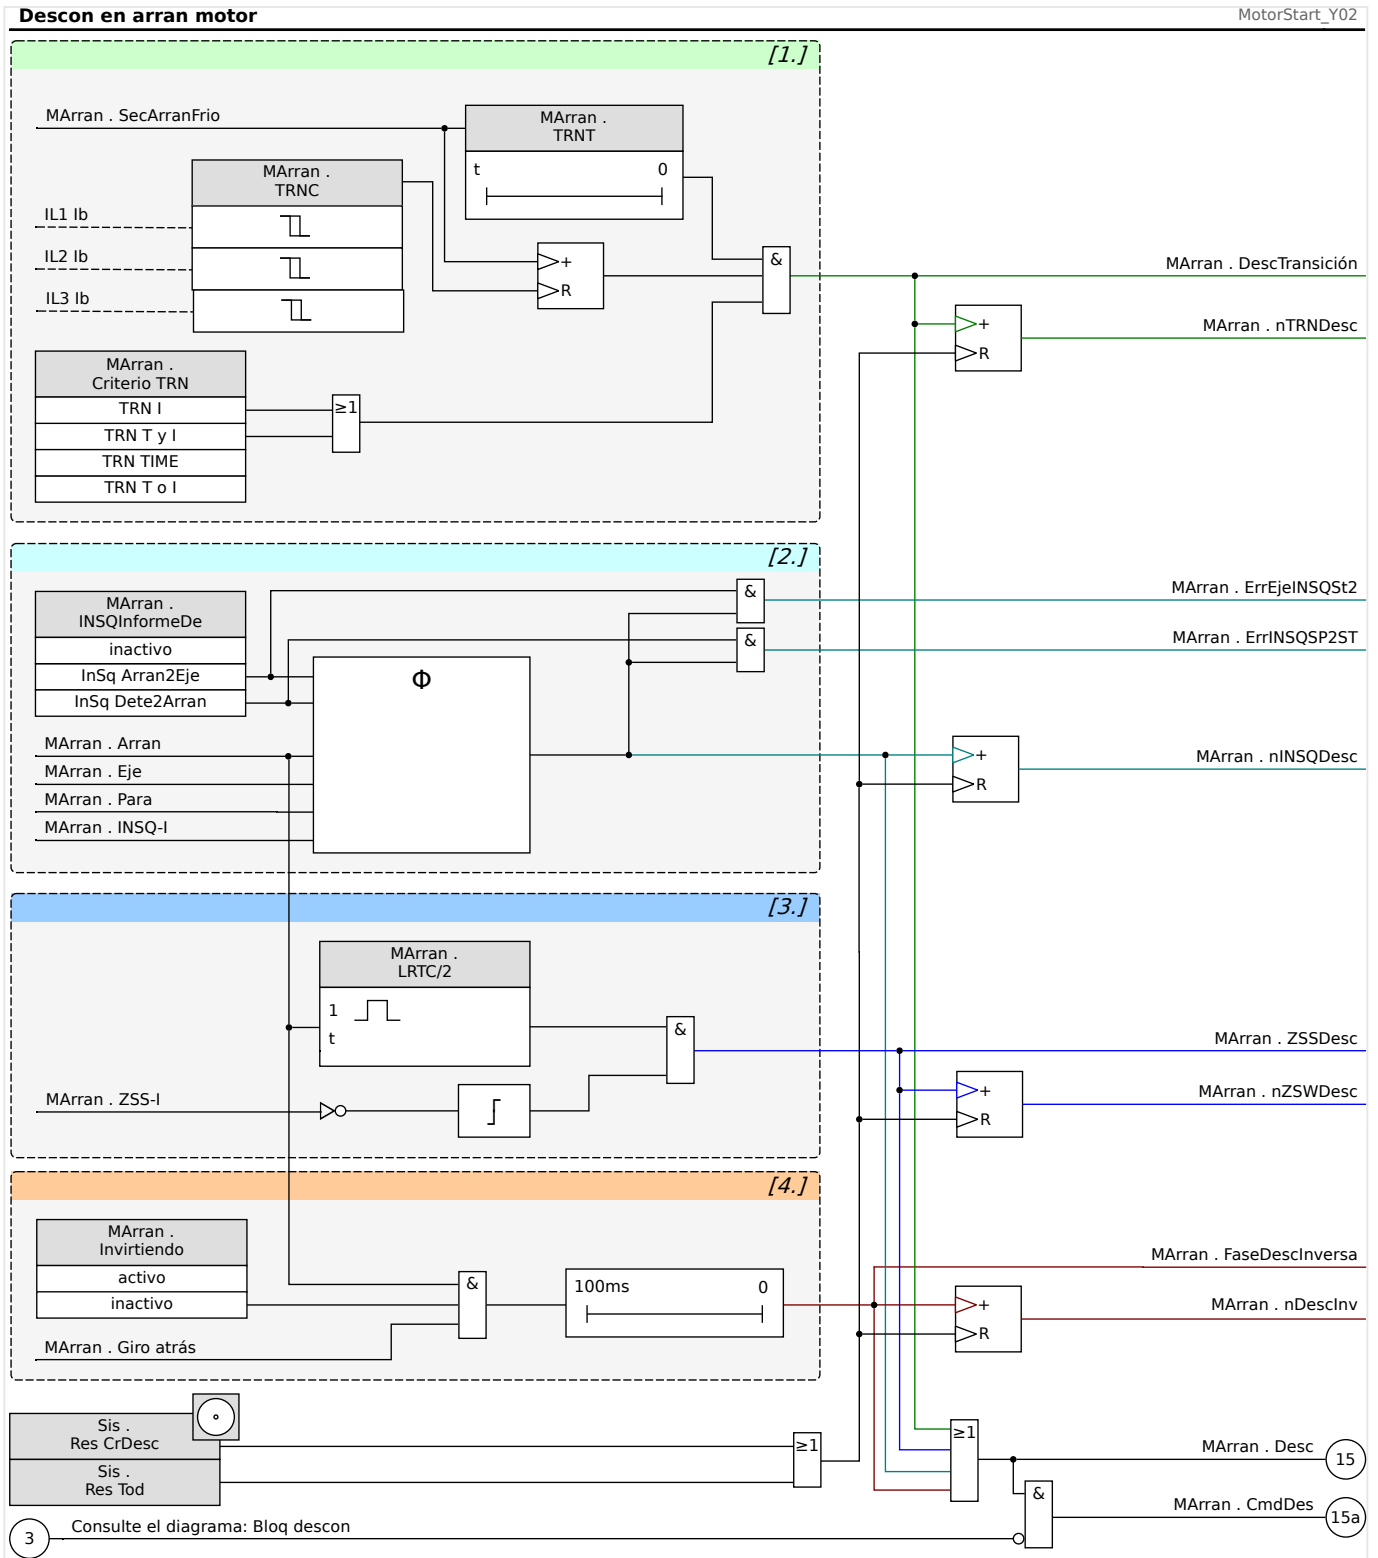 Descon en arran motor
MotorStart_Y02
[1.]
MArran . SecArranFrio
MArran .
TRNT
t
0
MArran .
TRNC
IL1 Ib
IL2 Ib
IL3 Ib
+
R
&
MArran . DescTransición
+
R
MArran . nTRNDesc
MArran .
Criterio TRN
TRN I
TRN T y I
TRN TIME
TRN T o I
≥1
[2.]
MArran .
INSQInformeDe
inactivo
InSq Arran2Eje
InSq Dete2Arran
Φ
&
&
MArran . ErrEjeINSQSt2
MArran . ErrINSQSP2ST
MArran . Arran
MArran . Eje
MArran . Para
MArran . INSQ-I
+
R
MArran . nINSQDesc
[3.]
MArran .
LRTC/2
1
t
&
MArran . ZSS-I
MArran . ZSSDesc
+
R
MArran . nZSWDesc
[4.]
MArran .
Invirtiendo
activo
inactivo
MArran . Giro atrás
&
100ms
0
MArran . FaseDescInversa
+
R
MArran . nDescInv
Sis .
Res CrDesc
Sis .
Res Tod
≥1
≥1
MArran . Desc
15
&
MArran . CmdDes
15a
3
Consulte el diagrama: Bloq descon